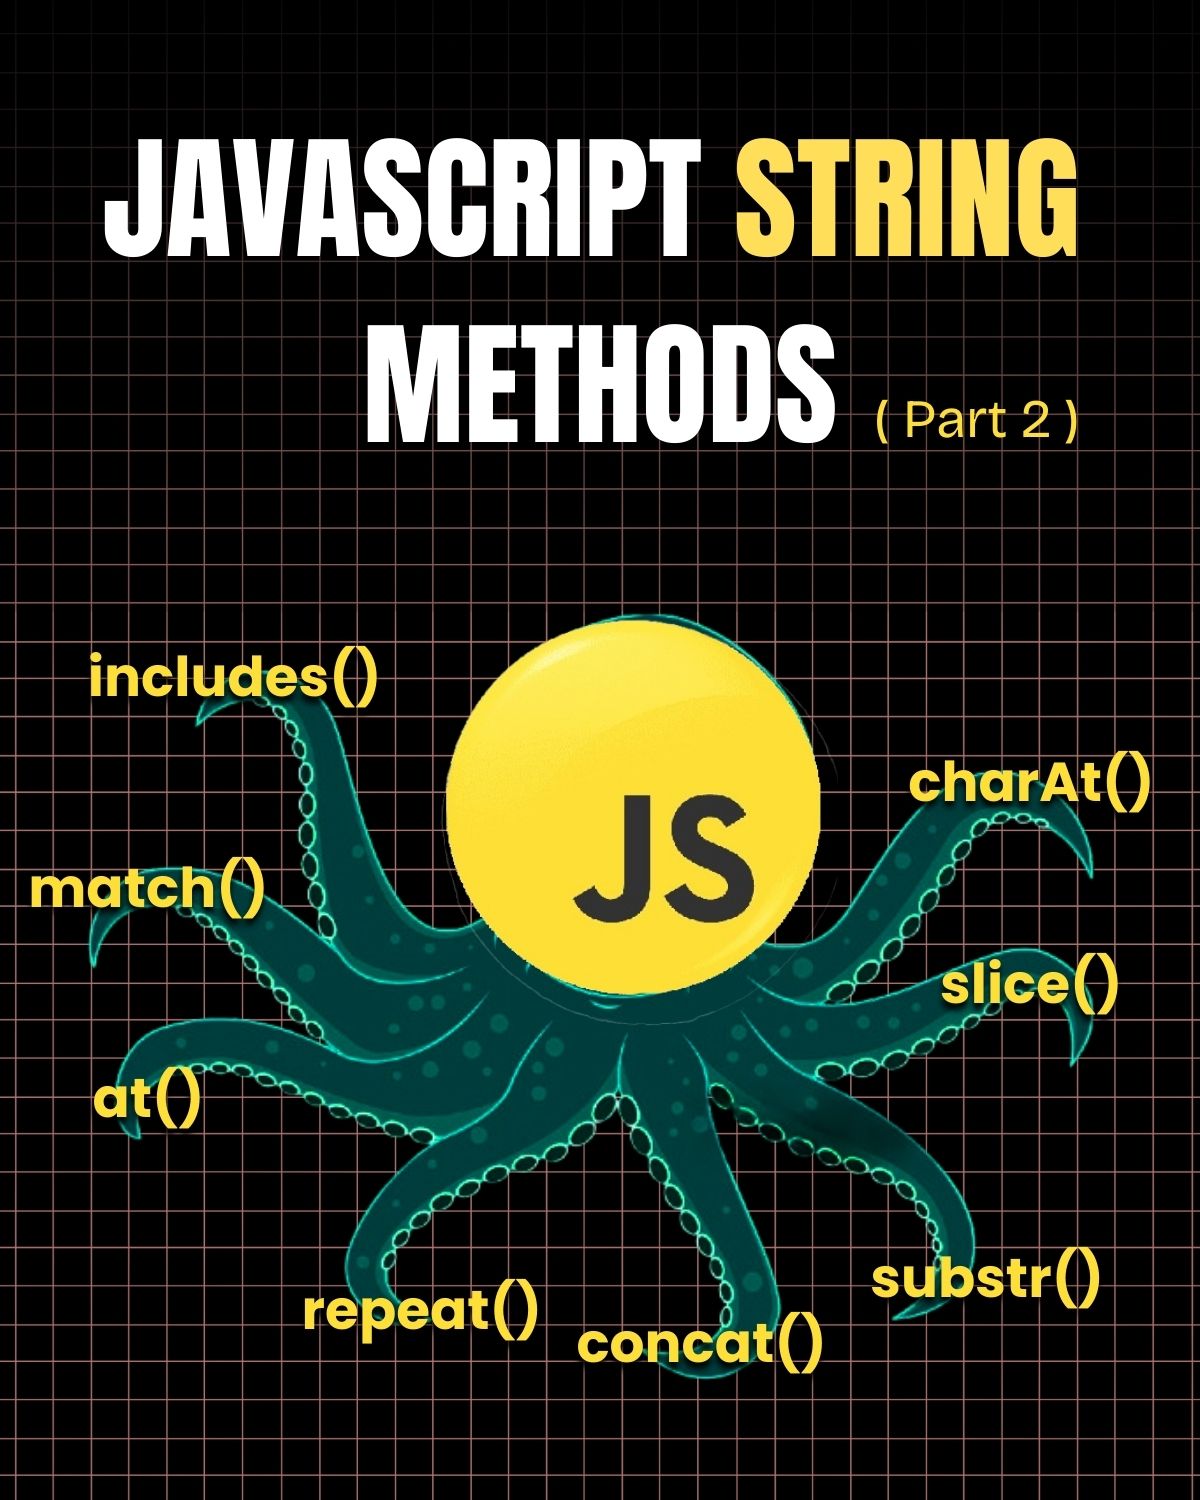 JAVASCRIPT STRING
METHODS ( Part 2 )
includes()
JS
charAt()
match()
slice()
at()
substr()
repeat()
concat()